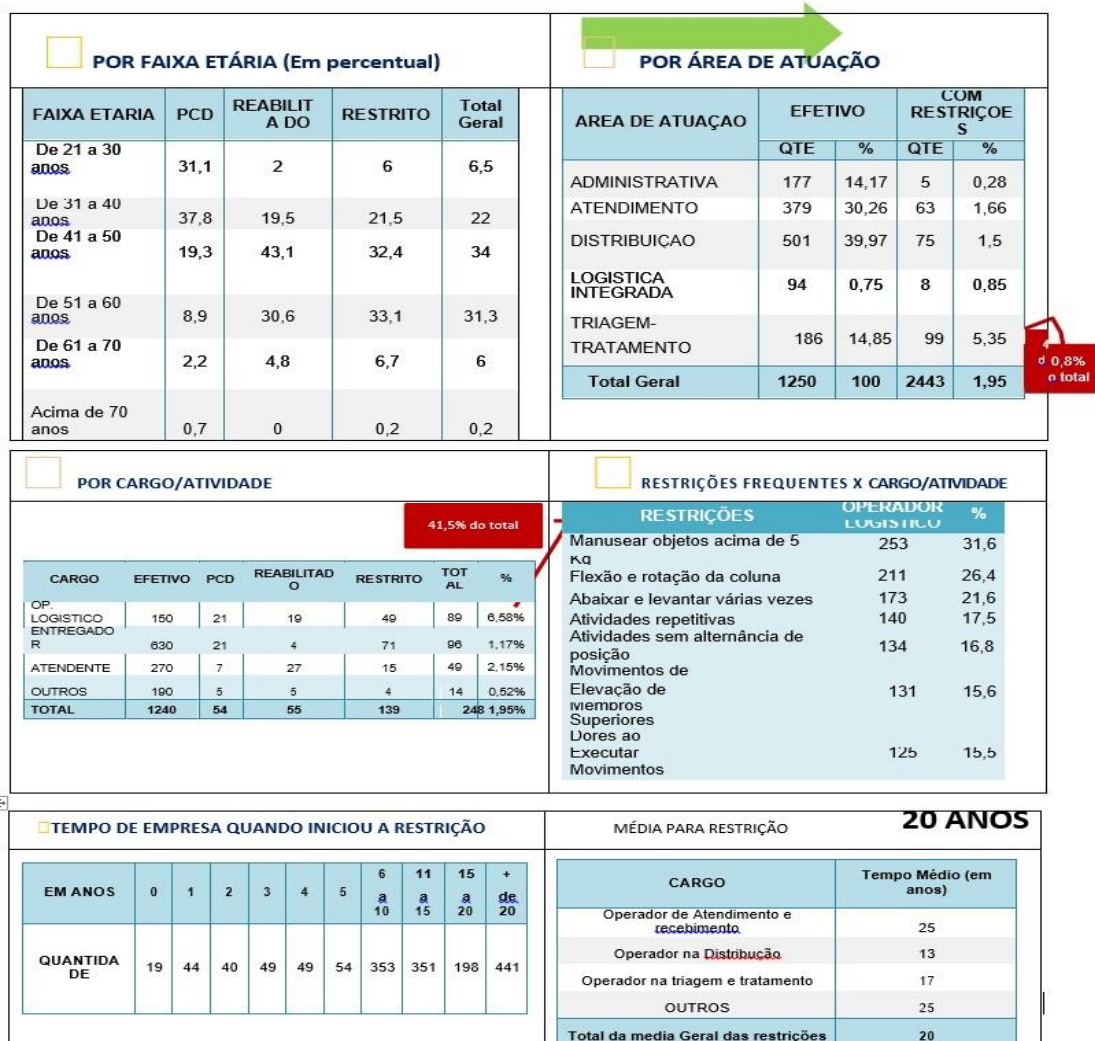 POR FAIXA ETÁRIA (Em percentual)
FAIXA ETARIA PCD REABILIT RESTRITO Total
A DO Geral
De 21 a 30
anos 31,1 2 6 6,5
De 31 a 40
anos 37,8 19,5 21,5 22
De 41 a 50
anos 19,3 43,1 32,4 34
De 51 a 60
anos 8,9 30,6 33,1 31,3
De 61 a 70
anos 2,2 4,8 6,7 6
Acima de 70
anos 0,7 0 0,2 0,2
POR ÁREA DE ATUAÇÃO
AREA DE ATUAÇAO EFETIVO COM
RESTRIÇOE
S
QTE % QTE %
ADMINISTRATIVA 177 14,17 5 0,28
ATENDIMENTO 379 30,26 63 1,66
DISTRIBUIÇAO 501 39,97 75 1,5
LOGISTICA
INTEGRADA 94 0,75 8 0,85
TRIAGEM-
TRATAMENTO 186 14,85 99 5,35
Total Geral 1250 100 2443 1,95
d 0,8%
o total
POR CARGO/ATIVIDADE
41,5% do total
CARGO EFETIVO PCD REABILITAD RESTRITO TOT %
O AL
OP.
LOGISTICO 150 21 19 49 89 6,58%
ENTREGADO
R 630 21 4 71 96 1,17%
ATENDENTE 270 7 27 15 49 2,15%
OUTROS 190 5 5 4 14 0,52%
TOTAL 1240 54 55 139 248 1,95%
RESTRIÇÕES FREQUENTES X CARGO/ATIVIDADE
RESTRIÇÕES OPERADOR %
LOGISTICO
Manusear objetos acima de 5 253 31,6
Kg
Flexão e rotação da coluna 211 26,4
Abaixar e levantar várias vezes 173 21,6
Atividades repetitivas 140 17,5
Atividades sem alternância de
posição 134 16,8
Movimentos de
Elevação de 131 15,6
Membros
Superiores
Dores ao
Executar 125 15,5
Movimentos
TEMPO DE EMPRESA QUANDO INICIOU A RESTRIÇÃO
EM ANOS 0 1 2 3 4 5 6 a 10 11 a 15 15 a 20 + de 20
QUANTIDA
DE 19 44 40 49 49 54 353 351 198 441
MÉDIA PARA RESTRIÇÃO 20 ANOS
CARGO Tempo Médio (em
anos)
Operador de Atendimento e
recebimento 25
Operador na Distribução 13
Operador na triagem e tratamento 17
OUTROS 25
Total da media Geral das restrições 20